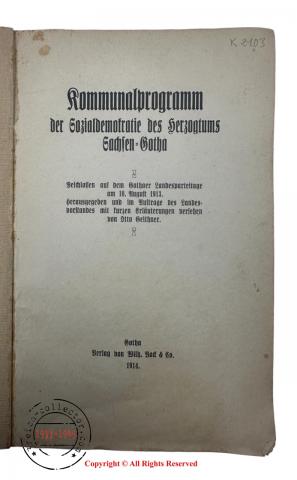 K 2103
Kommunalprogramm
der Sozialdemokratie des Herzogtums
Sachsen-Gotha
Beschlossen auf dem Gothaer Landesparteitage
am 10. August 1913.
Herausgegeben und im Auftrage des Landes-
vorstandes mit kurzen Erläuterungen versehen
von Otto Geithner.
Gotha
Verlag von Wilh. Bock & Co.
1914.
1933-1945
Copyright © All Rights Reserved